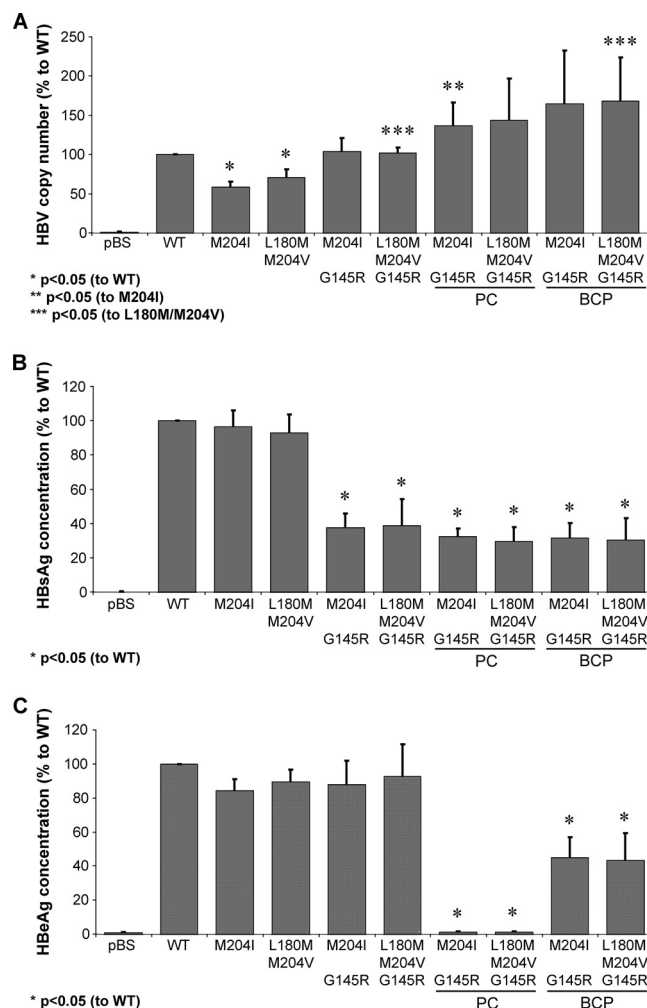 A
HBV copy number (% to WT)
250
200
150
100
50
0
* * *** ** ***
pBS WT M204I L180M M204I L180M M204I L180M M204I L180M
M204V M204V M204V M204V
G145R G145R G145R G145R G145R G145R
PC BCP
* p<0.05 (to WT)
** p<0.05 (to M204I)
*** p<0.05 (to L180M/M204V)
B
HBsAg concentration (% to WT)
120
100
80
60
40
20
0
* * * * * *
pBS WT M204I L180M M204I L180M M204I L180M M204I L180M
M204V M204V M204V M204V
G145R G145R G145R G145R G145R G145R
PC BCP
* p<0.05 (to WT)
C
HBeAg concentration (% to WT)
120
100
80
60
40
20
0
* * * *
pBS WT M204I L180M M204I L180M M204I L180M M204I L180M
M204V M204V M204V M204V
G145R G145R G145R G145R G145R G145R
PC BCP
* p<0.05 (to WT)